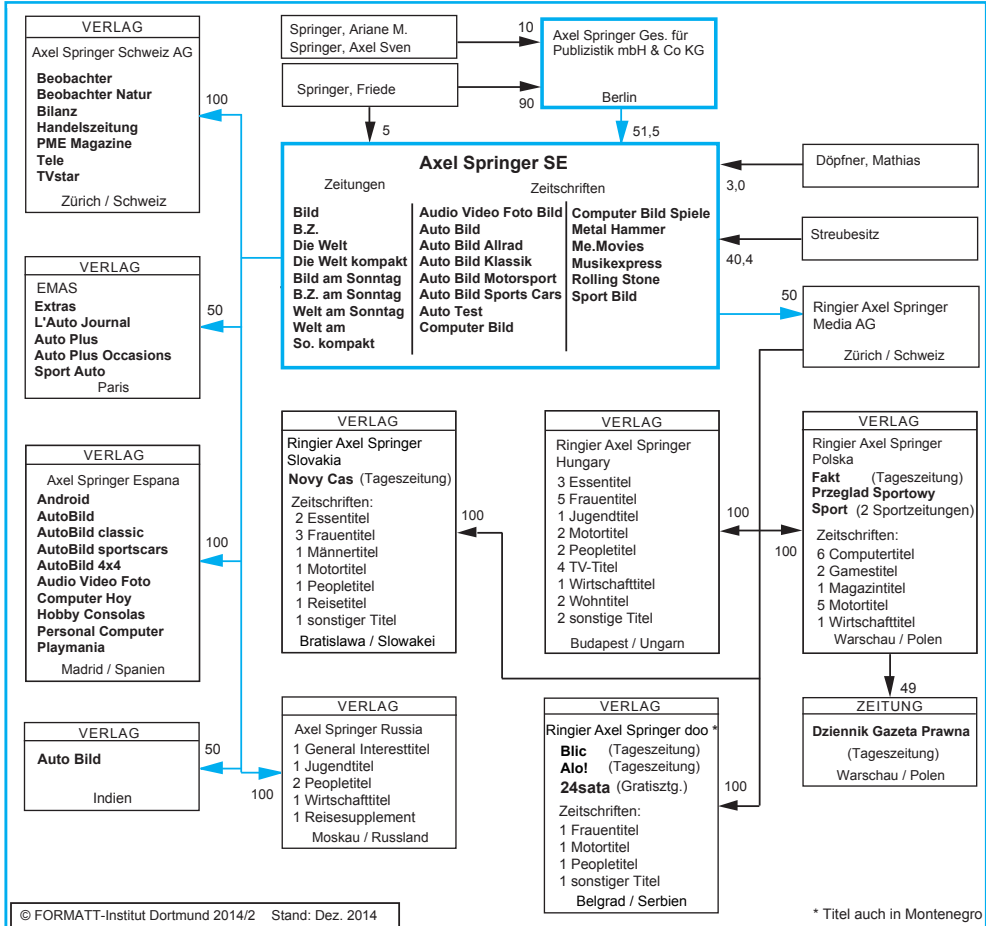 VERLAG
Axel Springer Schweiz AG
Beobachter
Beobachter Natur
Bilanz
Handelszeitung
PME Magazine
Tele
TVstar
Zürich / Schweiz
100
Springer, Ariane M.
Springer, Axel Sven
10
Springer, Friede
90
5
Axel Springer Ges. für
Publizistik mbH & Co KG
Berlin
51,5
Axel Springer SE
Zeitungen
Bild
B.Z.
Die Welt
Die Welt kompakt
Bild am Sonntag
B.Z. am Sonntag
Welt am Sonntag
Welt am
So. kompakt
Zeitschriften
Audio Video Foto Bild
Auto Bild
Auto Bild Allrad
Auto Bild Klassik
Auto Bild Motorsport
Auto Bild Sports Cars
Auto Test
Computer Bild
Computer Bild Spiele
Metal Hammer
Me.Movies
Musikexpress
Rolling Stone
Sport Bild
Döpfner, Mathias
3,0
Streubesitz
40,4
50
Ringier Axel Springer
Media AG
Zürich / Schweiz
VERLAG
EMAS
Extras
L'Auto Journal
Auto Plus
Auto Plus Occasions
Sport Auto
Paris
50
VERLAG
Axel Springer Espana
Android
AutoBild
AutoBild classic
AutoBild sportscars
AutoBild 4x4
Audio Video Foto
Computer Hoy
Hobby Consolas
Personal Computer
Playmania
Madrid / Spanien
100
VERLAG
Ringier Axel Springer
Slovakia
Novy Cas (Tageszeitung)
Zeitschriften:
2 Essentitel
3 Frauentitel
1 Männertitel
1 Motortitel
1 Peopletitel
1 Reisetitel
1 sonstiger Titel
Bratislawa / Slowakei
100
VERLAG
Ringier Axel Springer
Hungary
3 Essentitel
5 Frauentitel
1 Jugendtitel
2 Motortitel
2 Peopletitel
4 TV-Titel
1 Wirtschafttitel
2 Wohntitel
2 sonstige Titel
Budapest / Ungarn
100
VERLAG
Ringier Axel Springer
Polska
Fakt (Tageszeitung)
Przeglad Sportowy
Sport (2 Sportzeitungen)
Zeitschriften:
6 Computertitel
2 Gamestitel
1 Magazintitel
5 Motortitel
1 Wirtschafttitel
Warschau / Polen
100
49
ZEITUNG
Dziennik Gazeta Prawna
(Tageszeitung)
Warschau / Polen
VERLAG
Auto Bild
Indien
50
VERLAG
Axel Springer Russia
1 General Interesttitel
1 Jugendtitel
2 Peopletitel
1 Wirtschafttitel
1 Reisesupplement
Moskau / Russland
100
VERLAG
Ringier Axel Springer doo *
Blic (Tageszeitung)
Alo! (Tageszeitung)
24sata (Gratisztg.)
Zeitschriften:
1 Frauentitel
1 Motortitel
1 Peopletitel
1 sonstiger Titel
Belgrad / Serbien
100
© FORMATT-Institut Dortmund 2014/2 Stand: Dez. 2014
* Titel auch in Montenegro